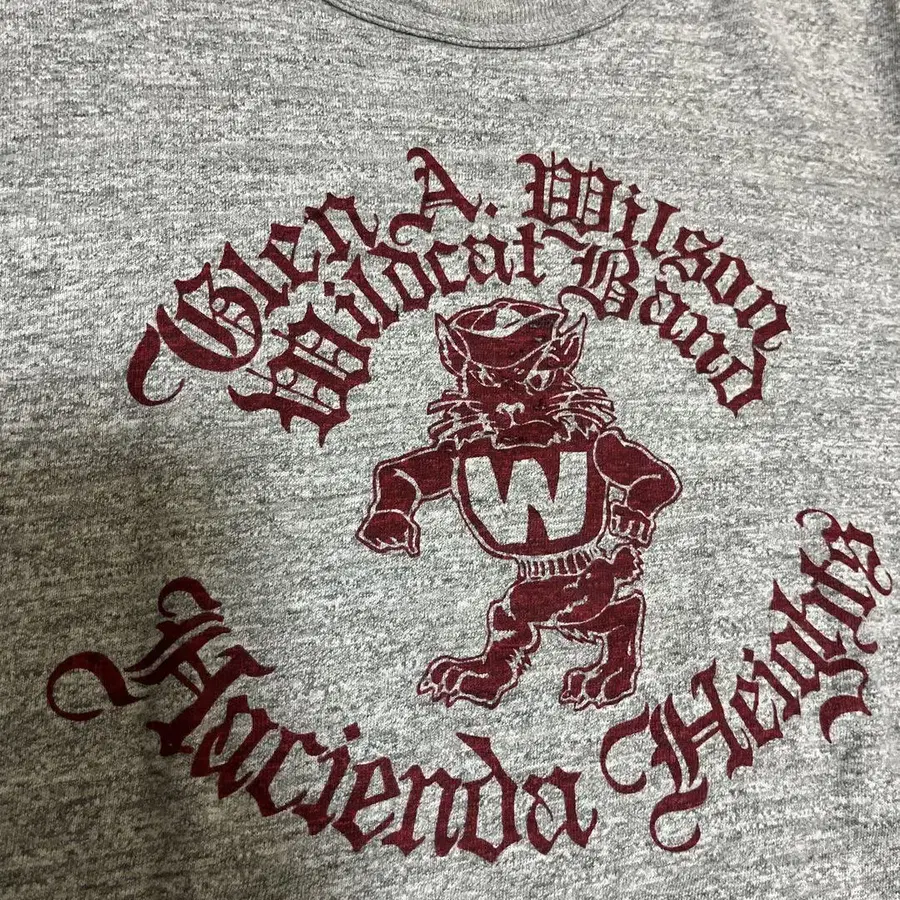 Glen A. Wilson
Wildcat Band
W
Hacienda Heights